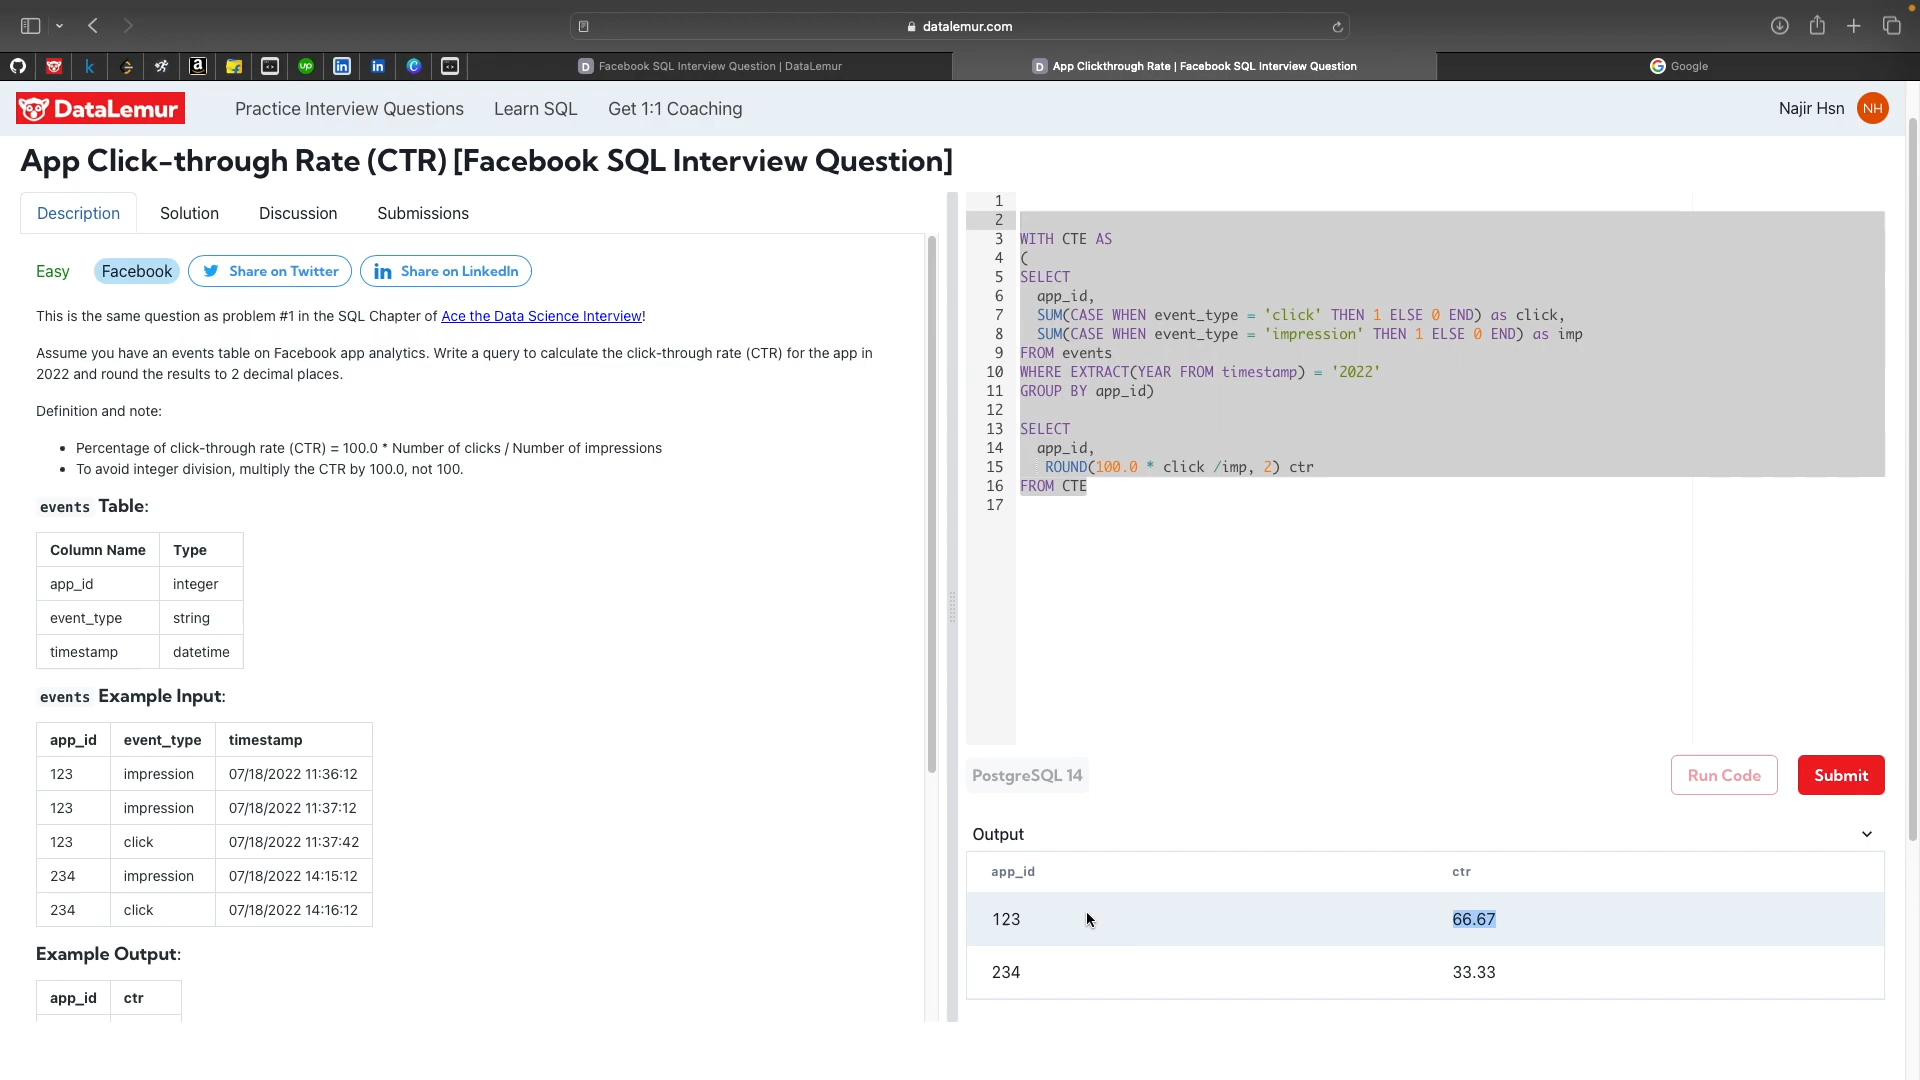 datalemur.com
Facebook SQL Interview Question | DataLemur
App Clickthrough Rate | Facebook SQL Interview Question
Google
DataLemur
Practice Interview Questions
Learn SQL
Get 1:1 Coaching
Najir Hsn
NH
App Click-through Rate (CTR) [Facebook SQL Interview Question]
Description
Solution
Discussion
Submissions
Easy
Facebook
Share on Twitter
Share on LinkedIn
This is the same question as problem #1 in the SQL Chapter of Ace the Data Science Interview!
Assume you have an events table on Facebook app analytics. Write a query to calculate the click-through rate (CTR) for the app in
2022 and round the results to 2 decimal places.
Definition and note:
• Percentage of click-through rate (CTR) = 100.0 * Number of clicks / Number of impressions
• To avoid integer division, multiply the CTR by 100.0, not 100.
events Table:
Column Name Type
app_id integer
event_type string
timestamp datetime
events Example Input:
app_id event_type timestamp
123 impression 07/18/2022 11:36:12
123 impression 07/18/2022 11:37:12
123 click 07/18/2022 11:37:42
234 impression 07/18/2022 14:15:12
234 click 07/18/2022 14:16:12
Example Output:
app_id ctr
1
2
3 WITH CTE AS
4 (
5 SELECT
6 app_id,
7 SUM(CASE WHEN event_type = 'click' THEN 1 ELSE 0 END) as click,
8 SUM(CASE WHEN event_type = 'impression' THEN 1 ELSE 0 END) as imp
9 FROM events
10 WHERE EXTRACT(YEAR FROM timestamp) = '2022'
11 GROUP BY app_id)
12
13 SELECT
14 app_id,
15 ROUND(100.0 * click /imp, 2) ctr
16 FROM CTE
17
PostgreSQL 14
Run Code
Submit
Output
app_id ctr
123 66.67
234 33.33